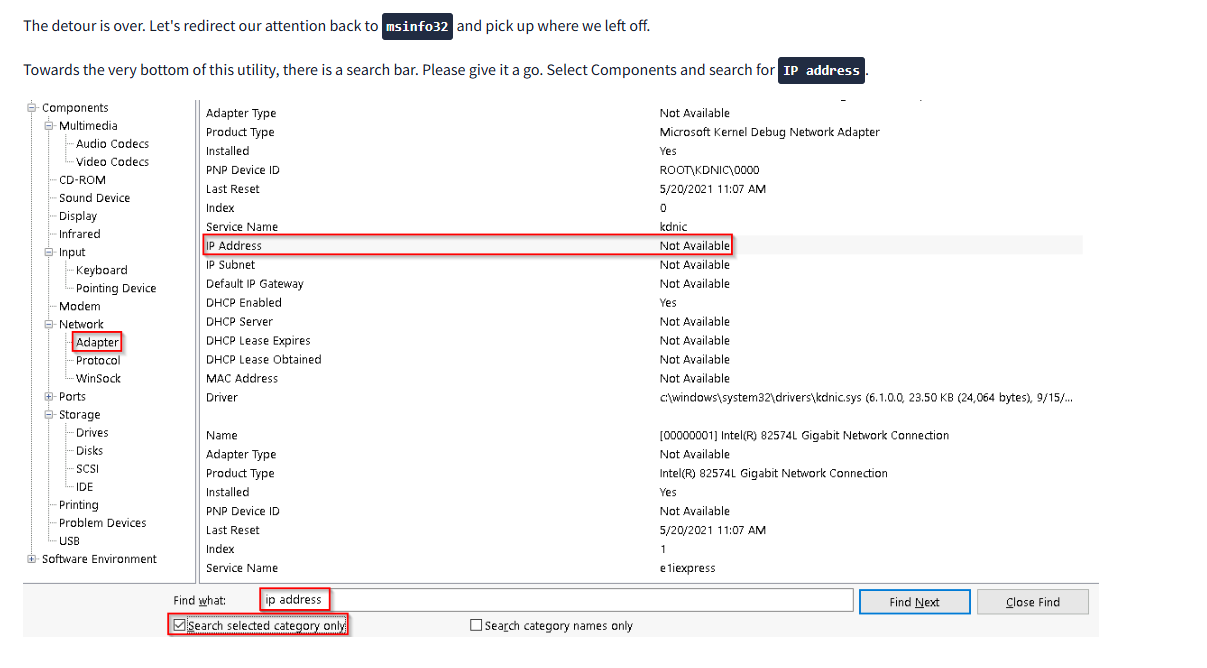 The detour is over. Let's redirect our attention back to msinfo32 and pick up where we left off.
Towards the very bottom of this utility, there is a search bar. Please give it a go. Select Components and search for IP address.
Components
Multimedia
Audio Codecs
Video Codecs
CD-ROM
Sound Device
Display
Infrared
Input
Keyboard
Pointing Device
Modem
Network
Adapter
Protocol
WinSock
Ports
Storage
Drives
Disks
SCSI
IDE
Printing
Problem Devices
USB
Software Environment
Adapter Type Not Available
Product Type Microsoft Kernel Debug Network Adapter
Installed Yes
PNP Device ID ROOT\KDNIC\0000
Last Reset 5/20/2021 11:07 AM
Index 0
Service Name kdnic
IP Address Not Available
IP Subnet Not Available
Default IP Gateway Not Available
DHCP Enabled Yes
DHCP Server Not Available
DHCP Lease Expires Not Available
DHCP Lease Obtained Not Available
MAC Address Not Available
Driver c:\windows\system32\drivers\kdnic.sys (6.1.0.0, 23.50 KB (24,064 bytes), 9/15/...
Name [00000001] Intel(R) 82574L Gigabit Network Connection
Adapter Type Not Available
Product Type Intel(R) 82574L Gigabit Network Connection
Installed Yes
PNP Device ID Not Available
Last Reset 5/20/2021 11:07 AM
Index 1
Service Name e1iexpress
Find what: ip address Find Next Close Find
Search selected category only Search category names only